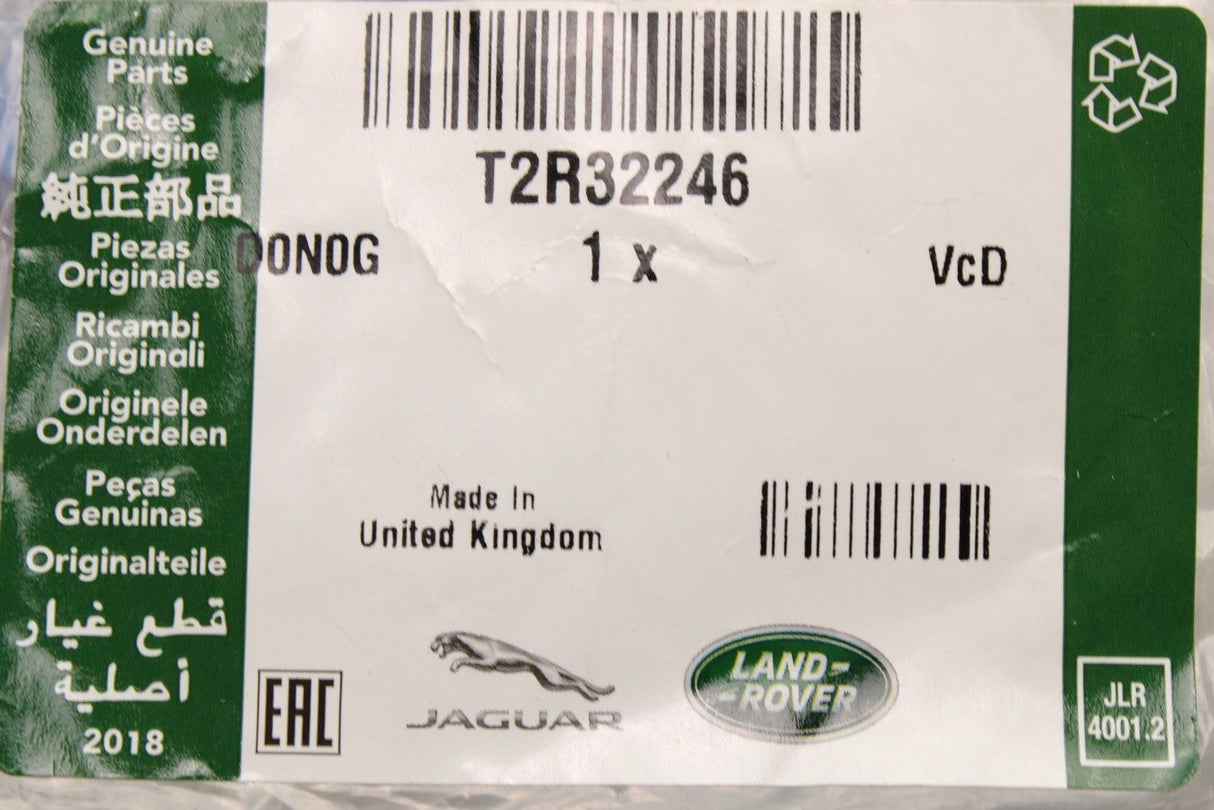 Genuine
Parts
Pièces
d'Origine
純正部品
Piezas
Originales
Ricambi
Originali
Originele
Onderdelen
Peças
Genuinas
Originalteile
قطع غيار
أصلية
2018
T2R32246
DONOG 1 x VcD
Made In
United Kingdom
EAC
JAGUAR
LAND-
-ROVER
JLR
4001.2